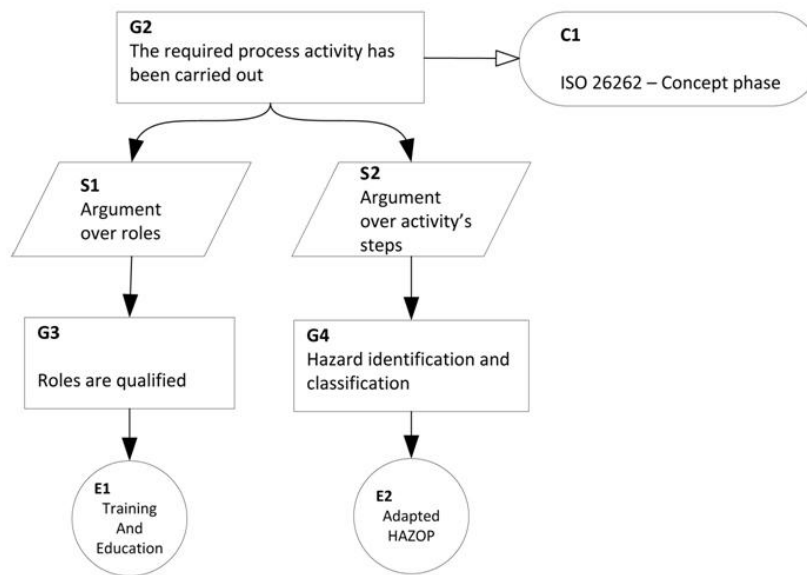 G2
The required process activity has
been carried out
C1
ISO 26262 – Concept phase
S1
Argument
over roles
S2
Argument
over activity's
steps
G3
Roles are qualified
G4
Hazard identification and
classification
E1
Training
And
Education
E2
Adapted
HAZOP